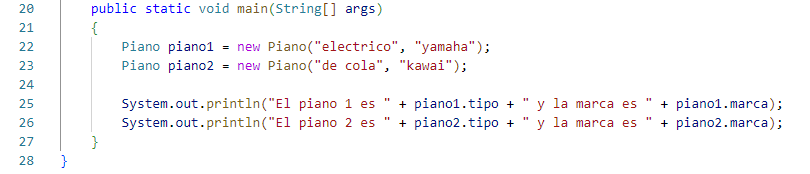 20 public static void main(String[] args)
21 {
22 Piano piano1 = new Piano("electrico", "yamaha");
23 Piano piano2 = new Piano("de cola", "kawai");
24
25 System.out.println("El piano 1 es " + piano1.tipo + " y la marca es " + piano1.marca);
26 System.out.println("El piano 2 es " + piano2.tipo + " y la marca es " + piano2.marca);
27 }
28 }